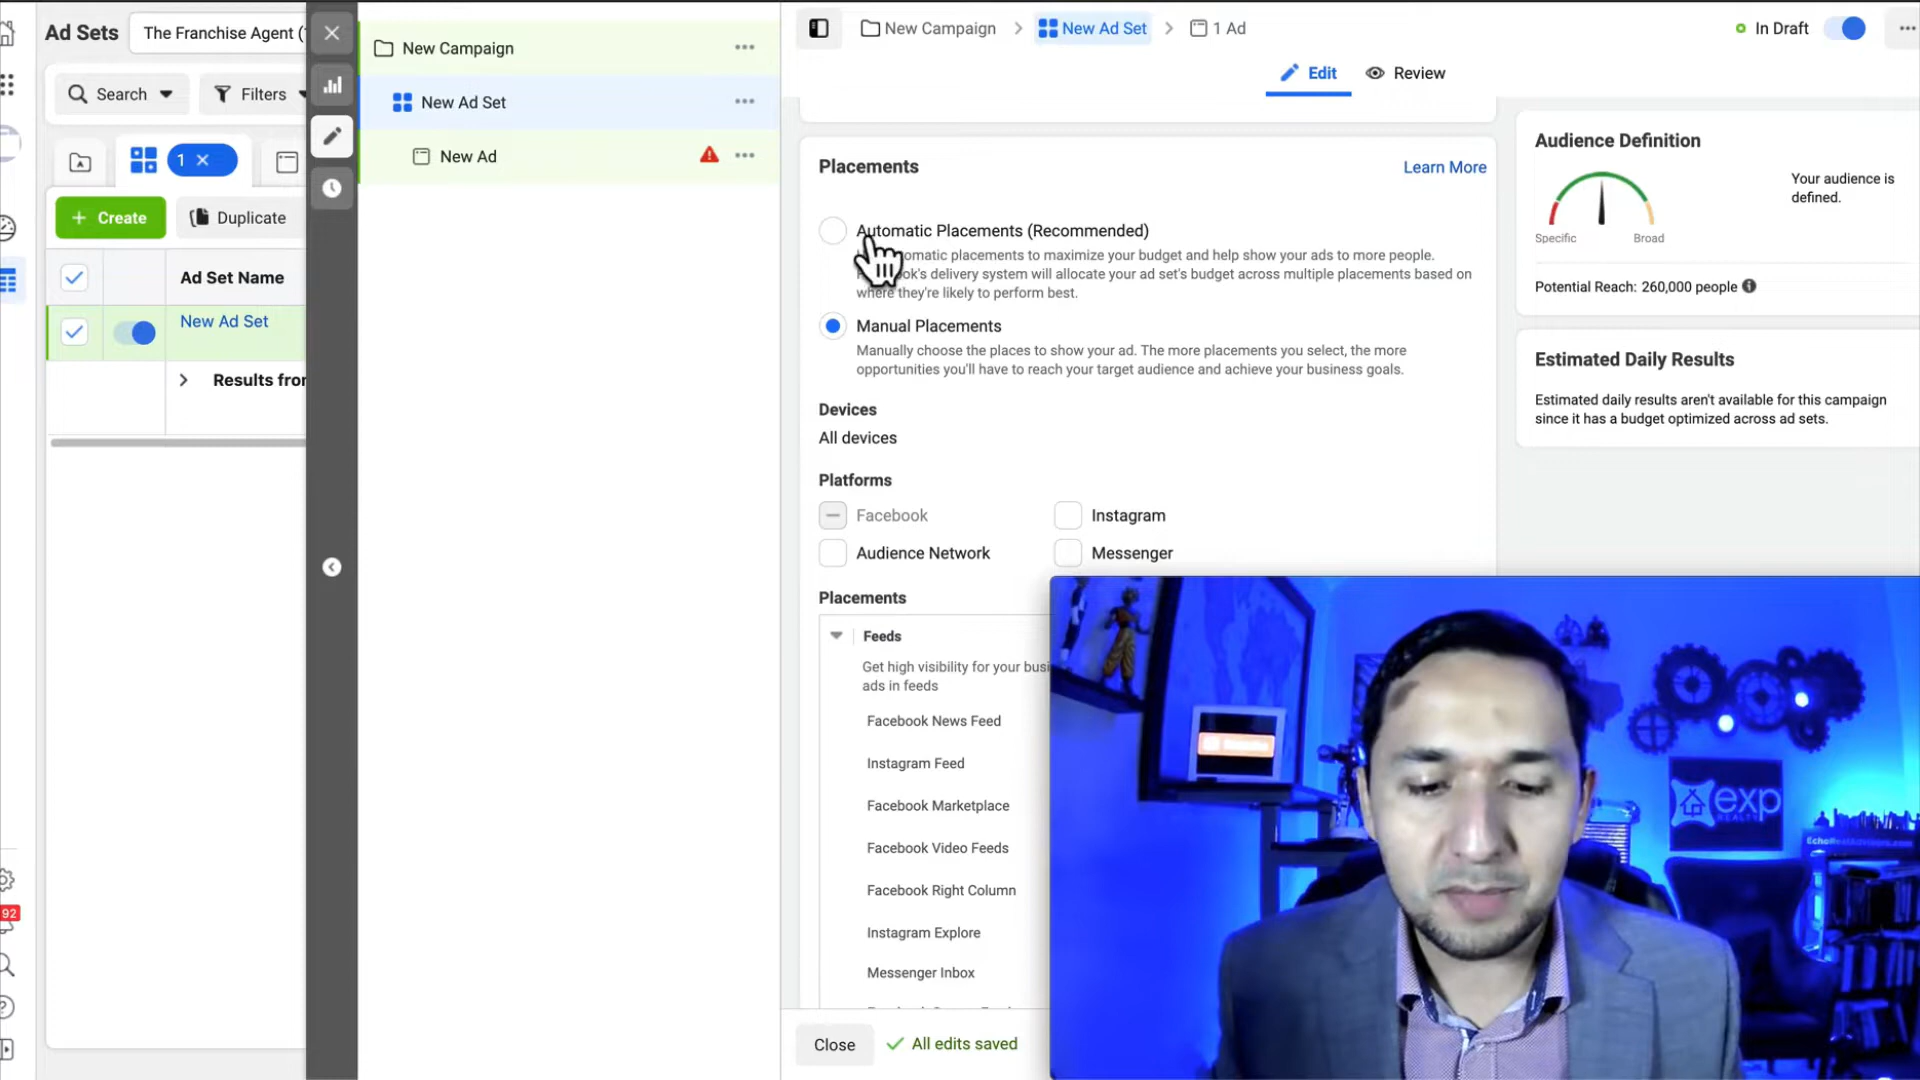 Ad Sets
The Franchise Agent (
Search
Filters
1
Create
Duplicate
Ad Set Name
New Ad Set
Results from
92
New Campaign
New Ad Set
New Ad
New Campaign
New Ad Set
1 Ad
In Draft
Edit
Review
Placements
Learn More
Automatic Placements (Recommended)
omatic placements to maximize your budget and help show your ads to more people.
ok's delivery system will allocate your ad set's budget across multiple placements based on
where they're likely to perform best.
Manual Placements
Manually choose the places to show your ad. The more placements you select, the more
opportunities you'll have to reach your target audience and achieve your business goals.
Devices
All devices
Platforms
Facebook
Instagram
Audience Network
Messenger
Placements
Feeds
Get high visibility for your busi
ads in feeds
Facebook News Feed
Instagram Feed
Facebook Marketplace
Facebook Video Feeds
Facebook Right Column
Instagram Explore
Messenger Inbox
Close
All edits saved
Audience Definition
Your audience is
defined.
Specific
Broad
Potential Reach: 260,000 people
Estimated Daily Results
Estimated daily results aren't available for this campaign
since it has a budget optimized across ad sets.
exp
REALTY